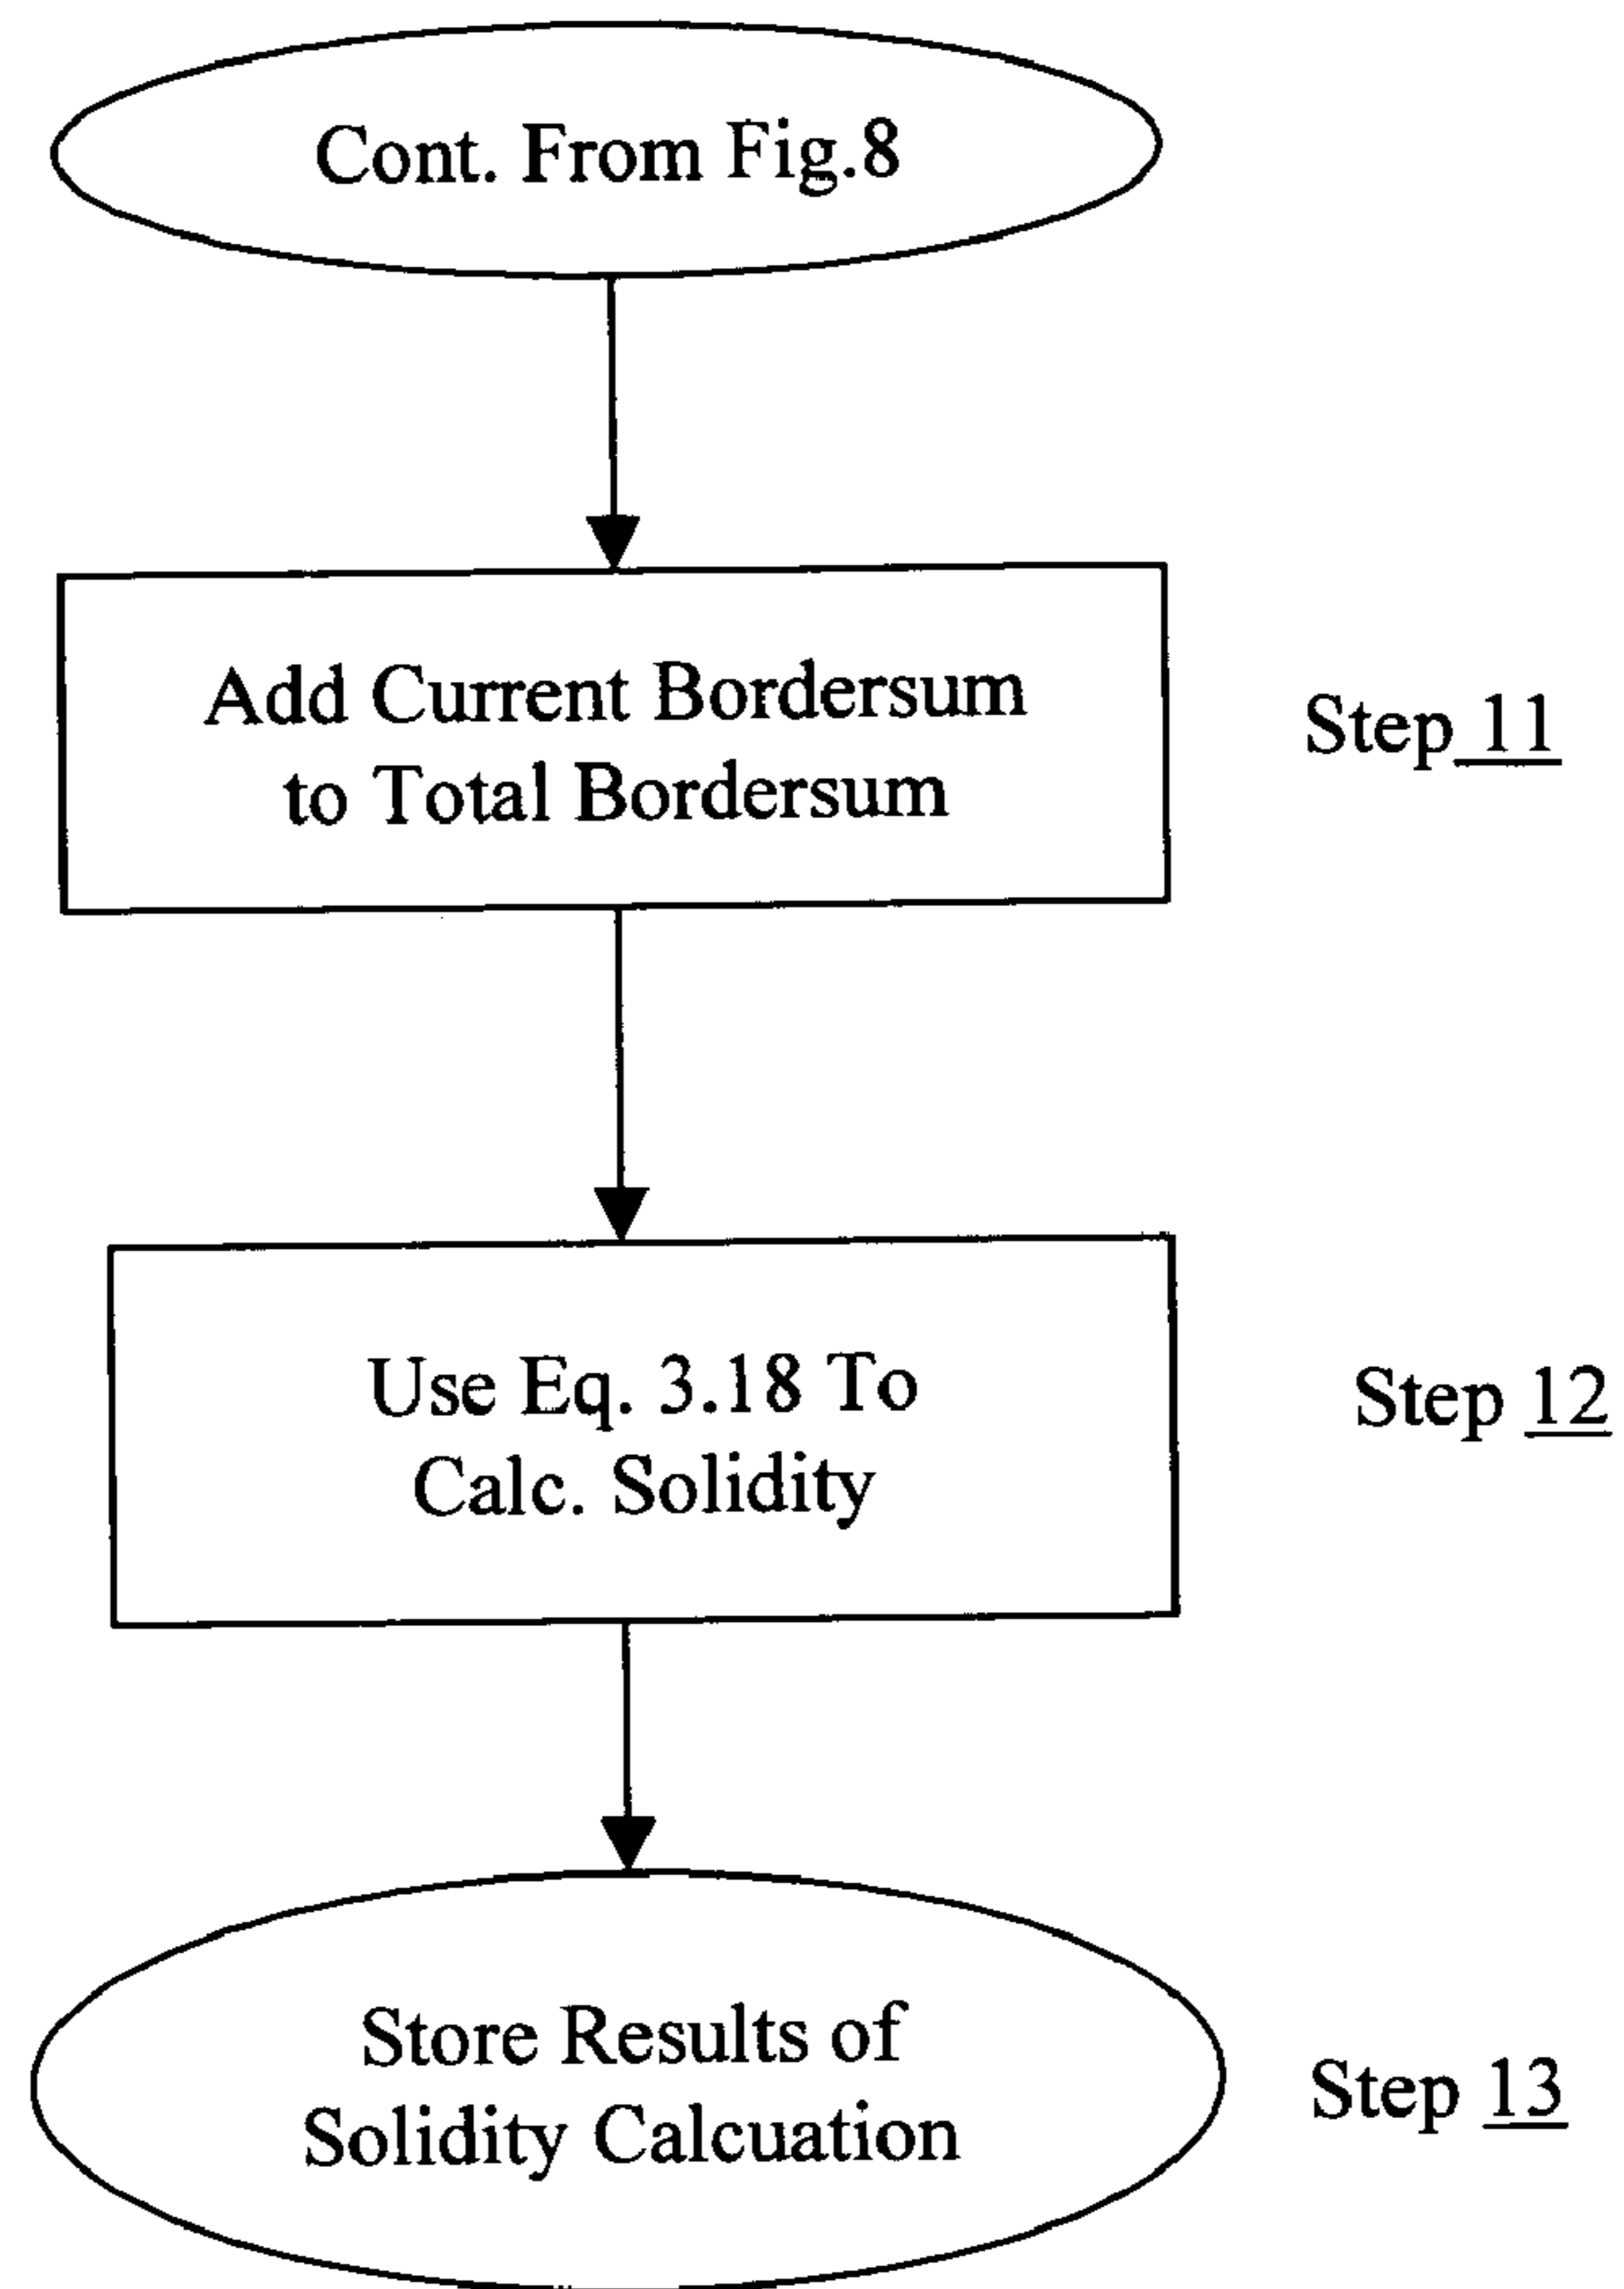 Cont. From Fig.8
Add Current Bordersum
to Total Bordersum
Step 11
Use Eq. 3.18 To
Calc. Solidity
Step 12
Store Results of
Solidity Calcuation
Step 13